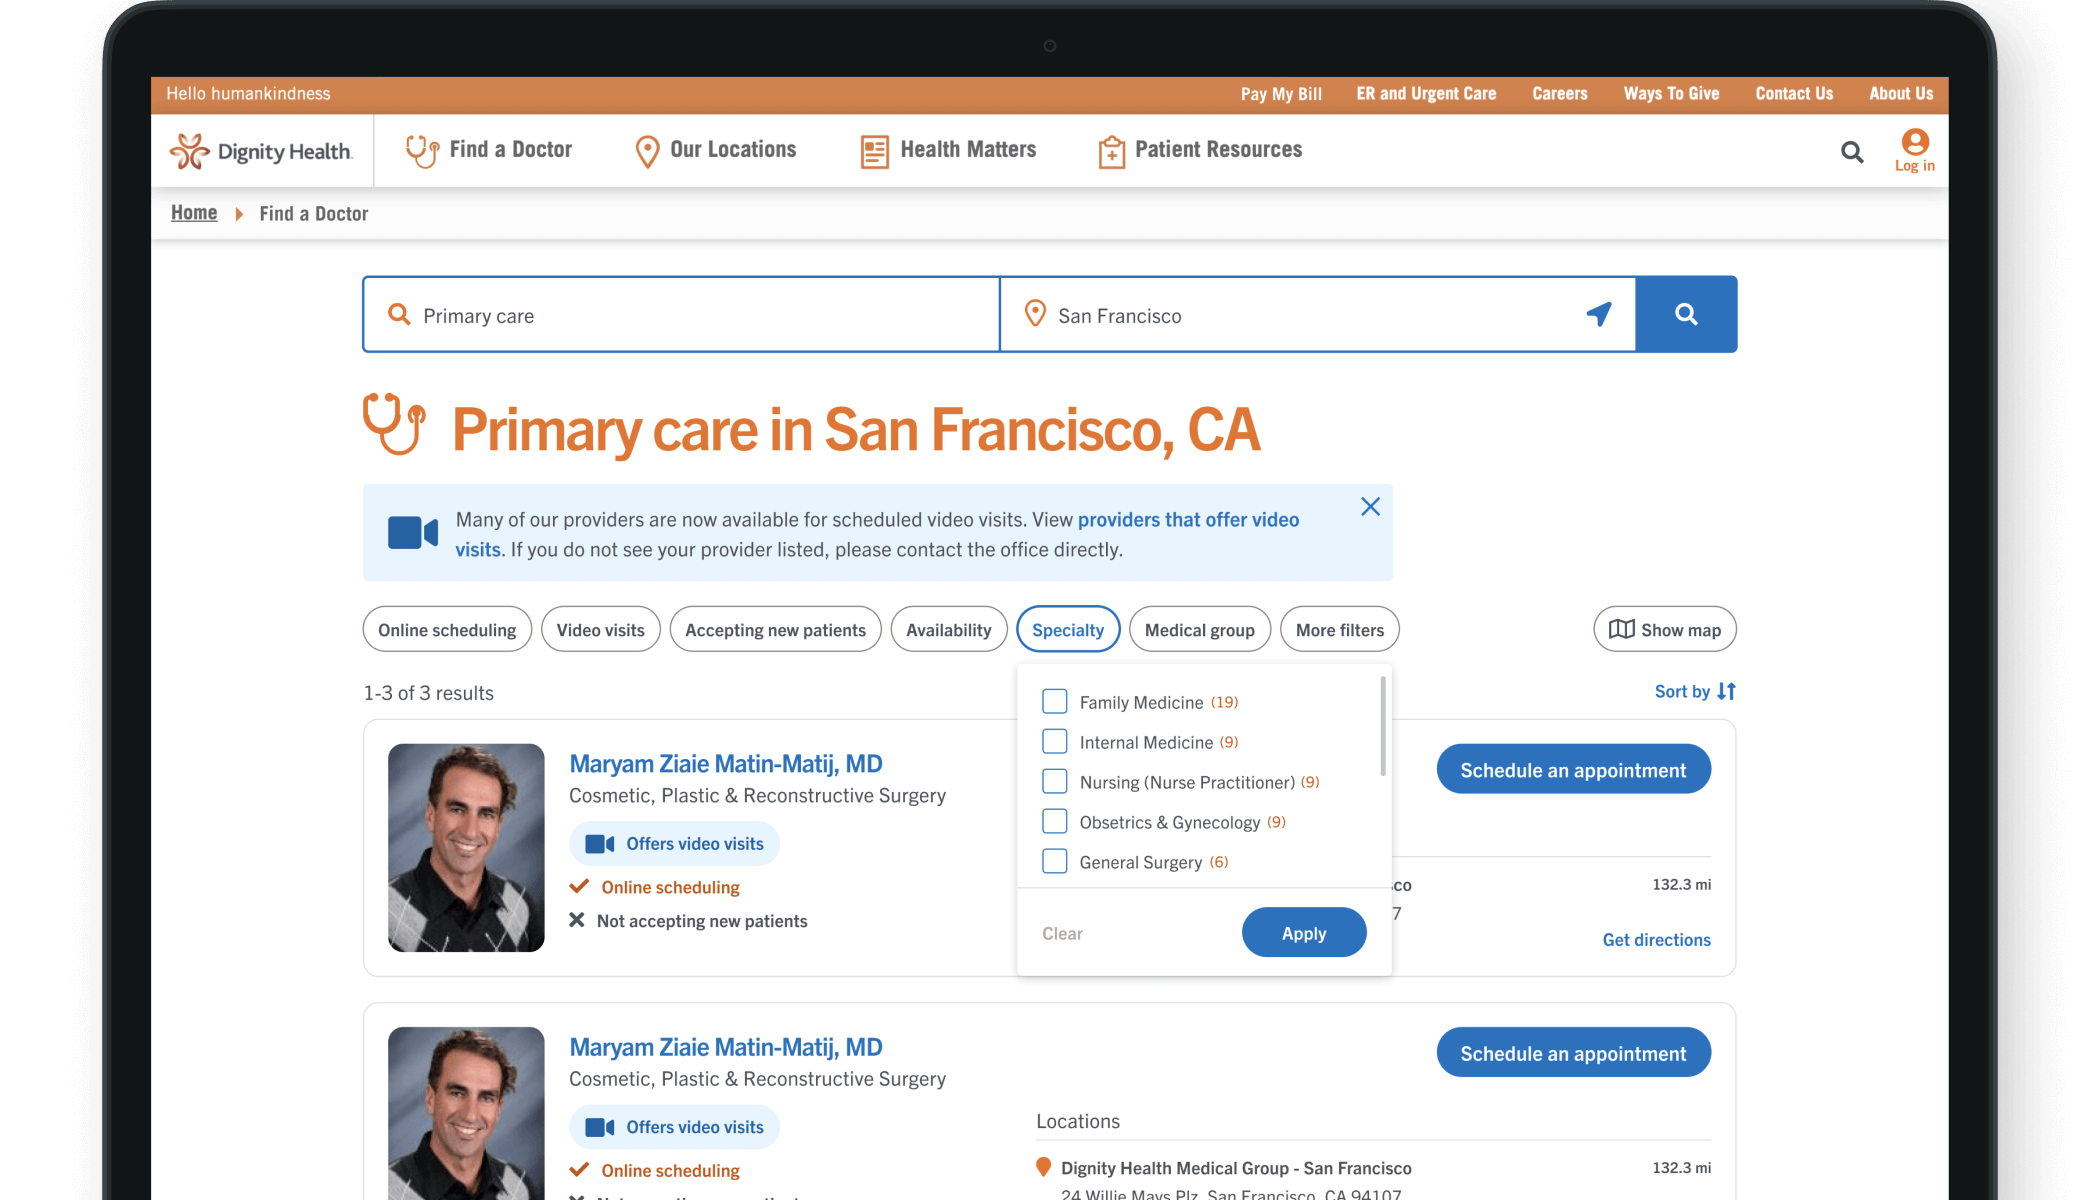 Hello humankindness
Pay My Bill
ER and Urgent Care
Careers
Ways To Give
Contact Us
About Us
Dignity Health
Find a Doctor
Our Locations
Health Matters
Patient Resources
Log in
Home
Find a Doctor
Primary care
San Francisco
Primary care in San Francisco, CA
Many of our providers are now available for scheduled video visits. View providers that offer video
visits. If you do not see your provider listed, please contact the office directly.
Online scheduling
Video visits
Accepting new patients
Availability
Specialty
Medical group
More filters
Show map
1-3 of 3 results
Sort by
Family Medicine (19)
Internal Medicine (9)
Nursing (Nurse Practitioner) (9)
Obsetrics & Gynecology (9)
General Surgery (6)
Clear
Apply
Maryam Ziaie Matin-Matij, MD
Cosmetic, Plastic & Reconstructive Surgery
Offers video visits
Online scheduling
Not accepting new patients
Schedule an appointment
co
132.3 mi
7
Get directions
Maryam Ziaie Matin-Matij, MD
Cosmetic, Plastic & Reconstructive Surgery
Offers video visits
Online scheduling
Schedule an appointment
Locations
Dignity Health Medical Group - San Francisco
132.3 mi
24 Willie Mays Plz, San Francisco, CA 94107